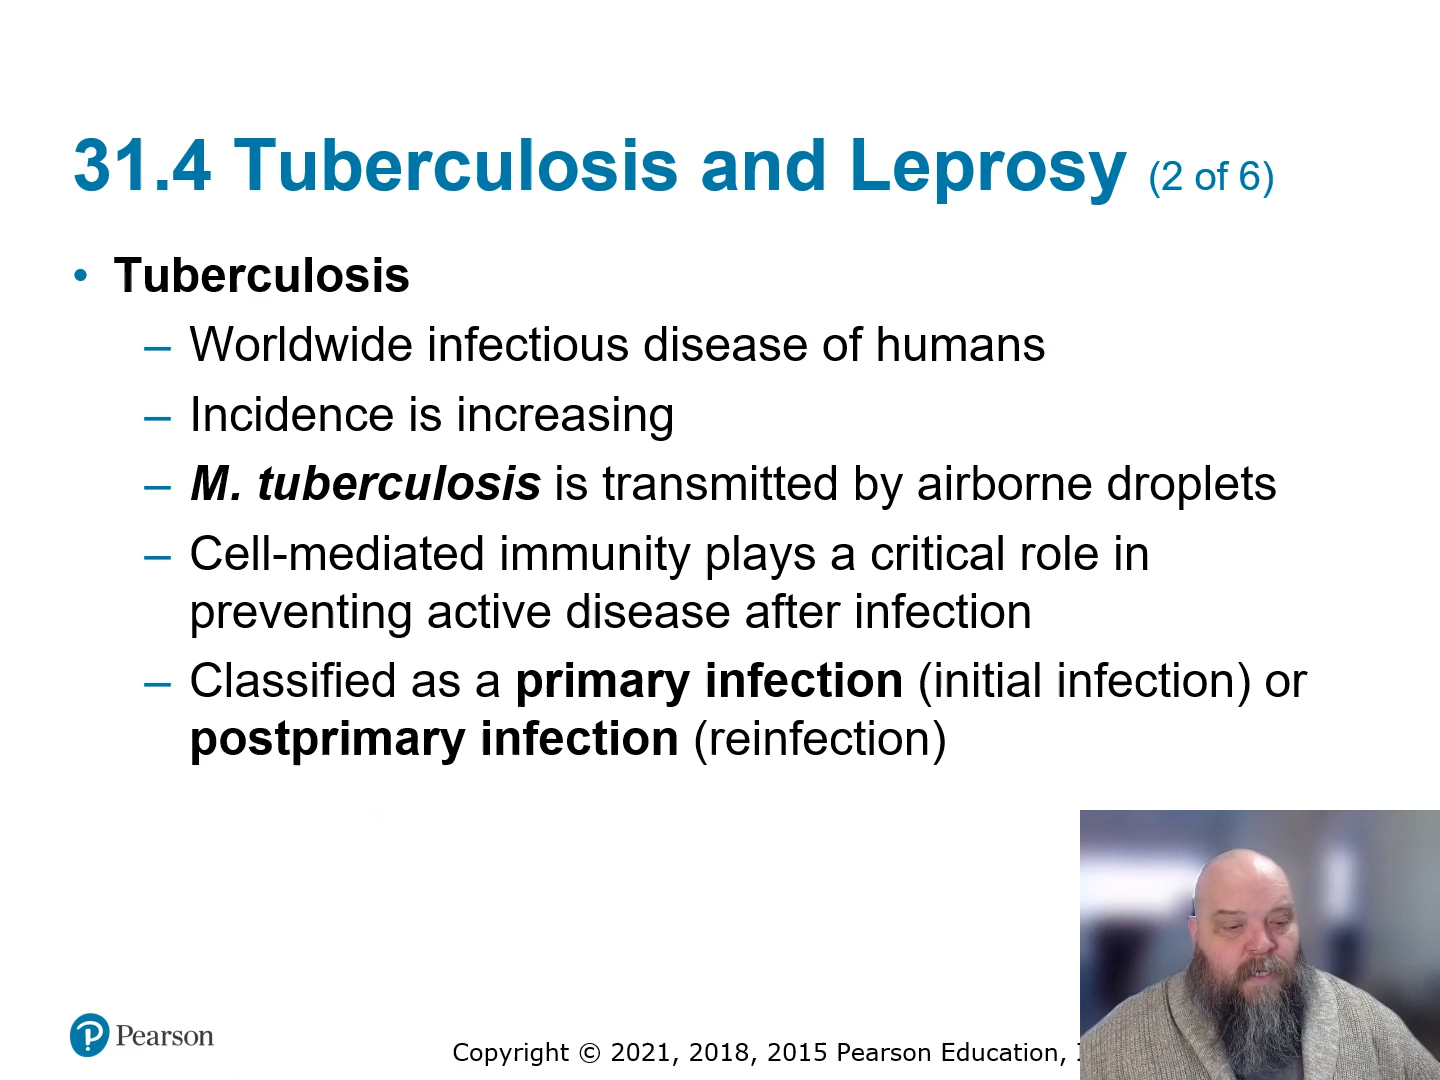 31.4 Tuberculosis and Leprosy (2 of 6)
• Tuberculosis
– Worldwide infectious disease of humans
– Incidence is increasing
– M. tuberculosis is transmitted by airborne droplets
– Cell-mediated immunity plays a critical role in
preventing active disease after infection
– Classified as a primary infection (initial infection) or
postprimary infection (reinfection)
Pearson
Copyright © 2021, 2018, 2015 Pearson Education,